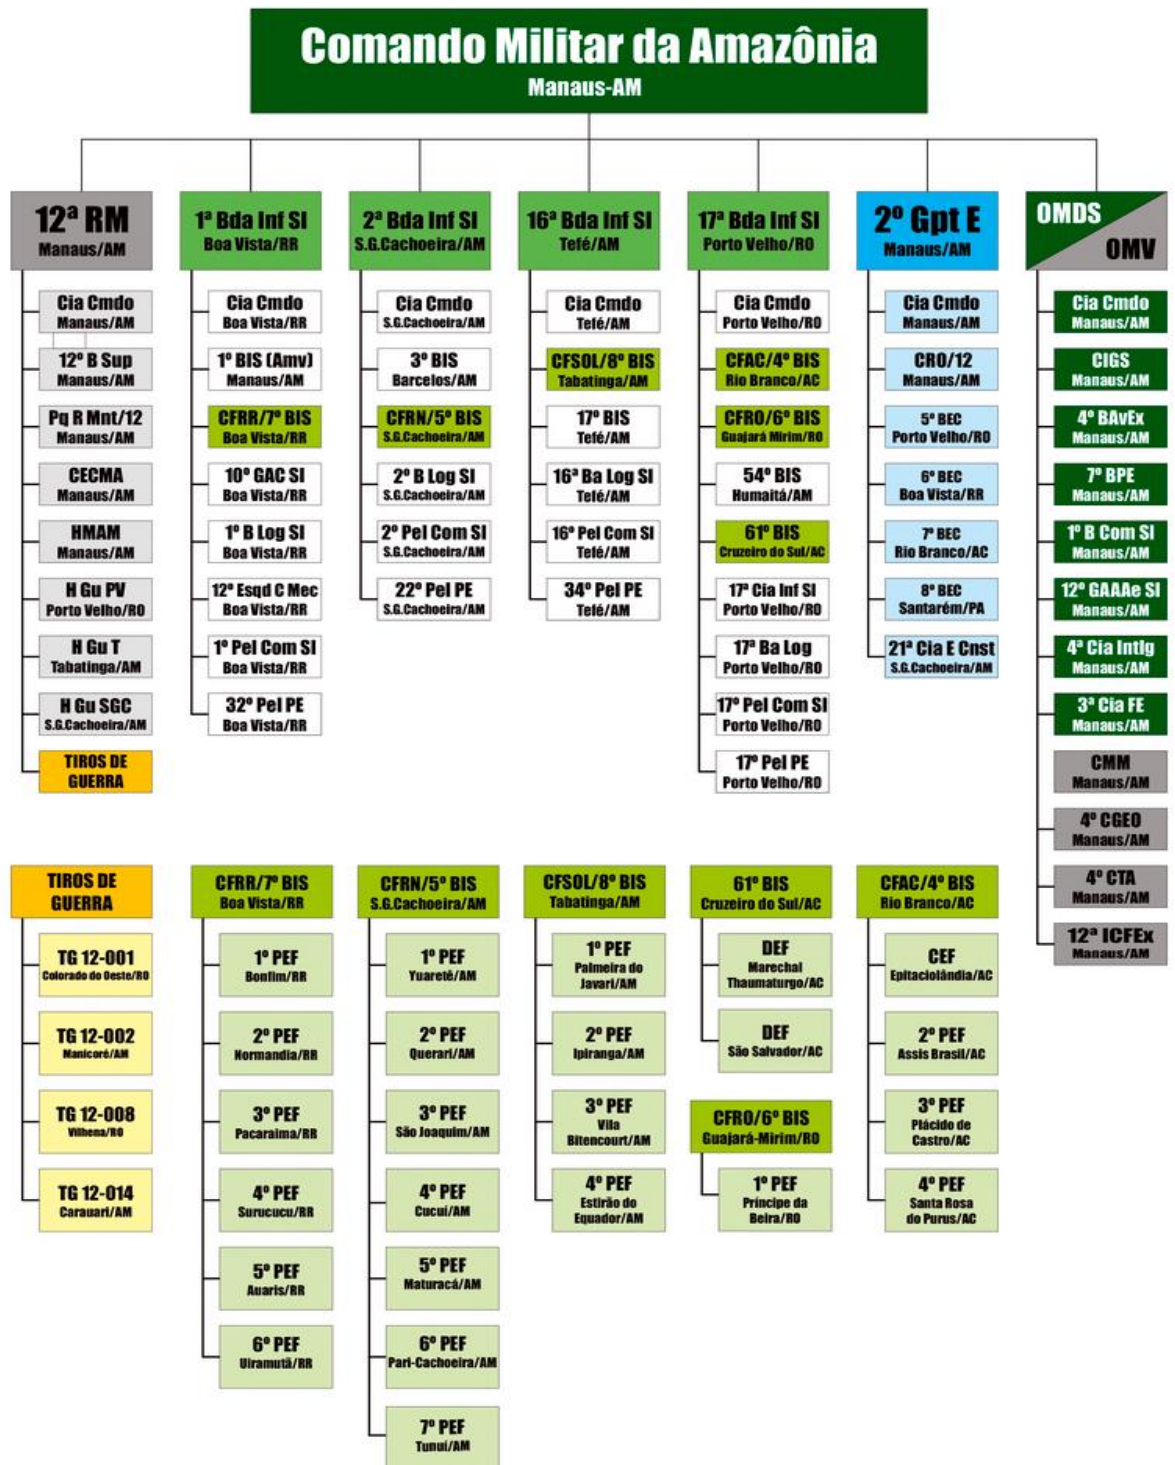 Comando Militar da Amazônia
Manaus-AM
12ª RM
Manaus/AM
Cia Cmdo
Manaus/AM
12º B Sup
Manaus/AM
Pq R Mnt/12
Manaus/AM
CECMA
Manaus/AM
HMAM
Manaus/AM
H Gu PV
Porto Velho/RO
H Gu T
Tabatinga/AM
H Gu SGC
S.G.Cachoeira/AM
TIROS DE
GUERRA
1ª Bda Inf Sl
Boa Vista/RR
Cia Cmdo
Boa Vista/RR
1º BIS (Amv)
Manaus/AM
CFRR/7º BIS
Boa Vista/RR
10º GAC Sl
Boa Vista/RR
1º B Log Sl
Boa Vista/RR
12º Esqd C Mec
Boa Vista/RR
1º Pel Com Sl
Boa Vista/RR
32º Pel PE
Boa Vista/RR
2ª Bda Inf Sl
S.G.Cachoeira/AM
Cia Cmdo
S.G.Cachoeira/AM
3º BIS
Barcelos/AM
CFRN/5º BIS
S.G.Cachoeira/AM
2º B Log Sl
S.G.Cachoeira/AM
2º Pel Com Sl
S.G.Cachoeira/AM
22º Pel PE
S.G.Cachoeira/AM
16ª Bda Inf Sl
Tefé/AM
Cia Cmdo
Tefé/AM
CFSOL/8º BIS
Tabatinga/AM
17º BIS
Tefé/AM
16ª Ba Log Sl
Tefé/AM
16º Pel Com Sl
Tefé/AM
34º Pel PE
Tefé/AM
17ª Bda Inf Sl
Porto Velho/RO
Cia Cmdo
Porto Velho/RO
CFAC/4º BIS
Rio Branco/AC
CFRO/6º BIS
Guajará Mirim/RO
54º BIS
Humaitá/AM
61º BIS
Cruzeiro do Sul/AC
17ª Cia Inf Sl
Porto Velho/RO
17ª Ba Log
Porto Velho/RO
17º Pel Com Sl
Porto Velho/RO
17º Pel PE
Porto Velho/RO
2º Gpt E
Manaus/AM
Cia Cmdo
Manaus/AM
CRO/12
Manaus/AM
5º BEC
Porto Velho/RO
6º BEC
Boa Vista/RR
7º BEC
Rio Branco/AC
8º BEC
Santarém/PA
21ª Cia E Cnst
S.G.Cachoeira/AM
OMDS
OMV
Cia Cmdo
Manaus/AM
CIGS
Manaus/AM
4º BAvEx
Manaus/AM
7º BPE
Manaus/AM
1º B Com Sl
Manaus/AM
12º GAAAe Sl
Manaus/AM
4ª Cia Intlg
Manaus/AM
3ª Cia FE
Manaus/AM
CMM
Manaus/AM
4º CGEO
Manaus/AM
4º CTA
Manaus/AM
12ª ICFEx
Manaus/AM
TIROS DE
GUERRA
TG 12-001
Colorado do Oeste/RO
TG 12-002
Manicoré/AM
TG 12-008
Vilhena/RO
TG 12-014
Carauari/AM
CFRR/7º BIS
Boa Vista/RR
1º PEF
Bonfim/RR
2º PEF
Normandia/RR
3º PEF
Pacaraima/RR
4º PEF
Surucucu/RR
5º PEF
Auaris/RR
6º PEF
Uiramutã/RR
CFRN/5º BIS
S.G.Cachoeira/AM
1º PEF
Yuaretê/AM
2º PEF
Querari/AM
3º PEF
São Joaquim/AM
4º PEF
Cucuí/AM
5º PEF
Maturacá/AM
6º PEF
Pari-Cachoeira/AM
7º PEF
Tunuí/AM
CFSOL/8º BIS
Tabatinga/AM
1º PEF
Palmeira do
Javari/AM
2º PEF
Ipiranga/AM
3º PEF
Vila
Bitencourt/AM
4º PEF
Estirão do
Equador/AM
61º BIS
Cruzeiro do Sul/AC
DEF
Marechal
Thaumaturgo/AC
DEF
São Salvador/AC
CFRO/6º BIS
Guajará-Mirim/RO
1º PEF
Príncipe da
Beira/RO
CFAC/4º BIS
Rio Branco/AC
CEF
Epitaciolândia/AC
2º PEF
Assis Brasil/AC
3º PEF
Plácido de
Castro/AC
4º PEF
Santa Rosa
do Purus/AC